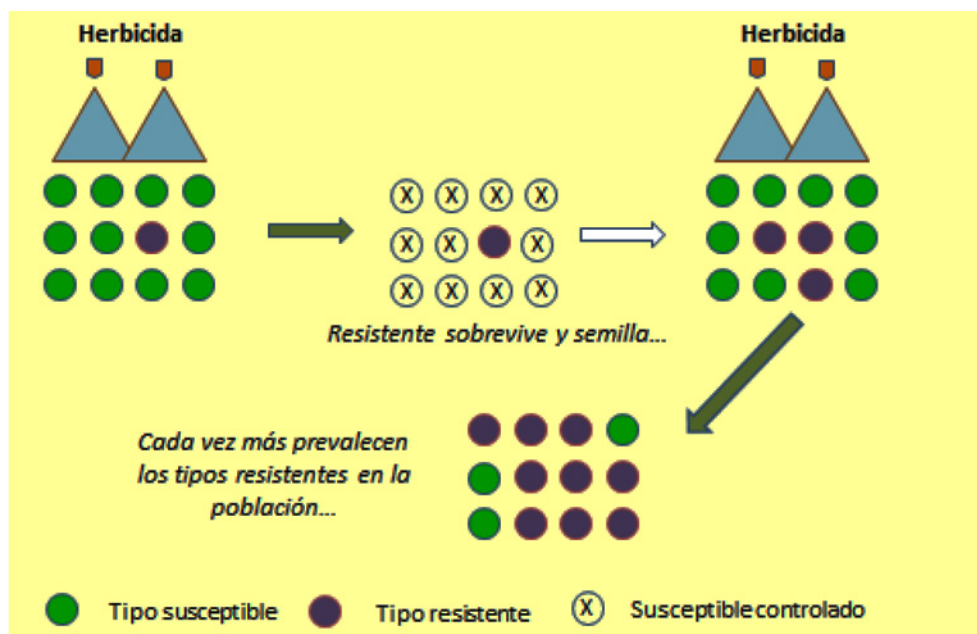 Herbicida
Herbicida
X X X X
X X X
X X X X
Resistente sobrevive y semilla...
Cada vez más prevalecen
los tipos resistentes en la
población...
Tipo susceptible
Tipo resistente
X
Susceptible controlado